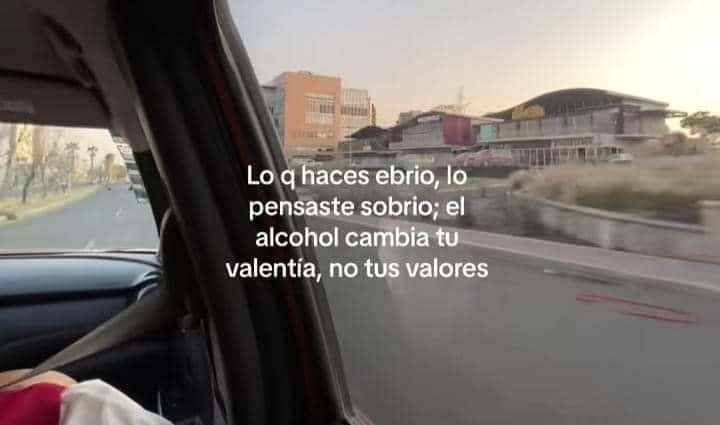 Lo q haces ebrio, lo
pensaste sobrio; el
alcohol cambia tu
valentía, no tus valores